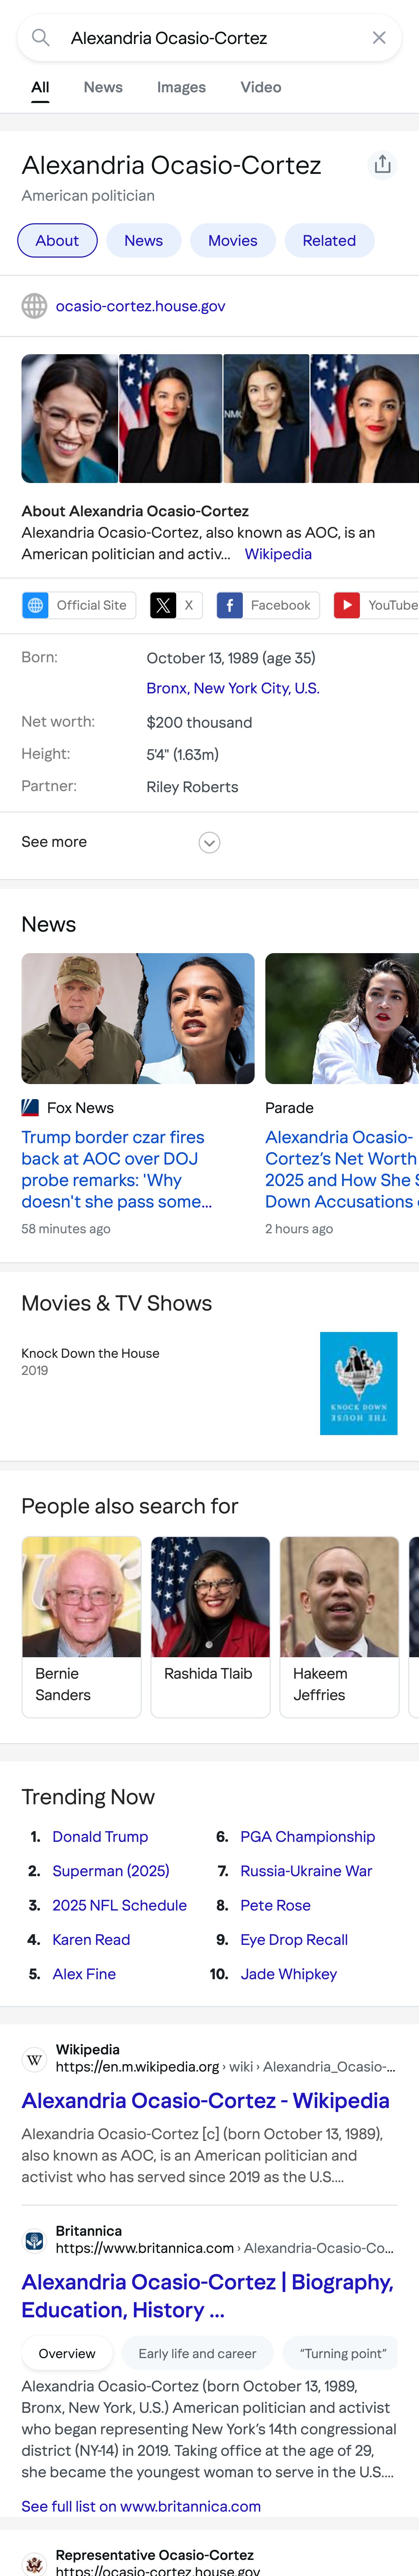 Alexandria Ocasio-Cortez
All News Images Video
Alexandria Ocasio-Cortez
American politician
About News Movies Related
ocasio-cortez.house.gov
About Alexandria Ocasio-Cortez
Alexandria Ocasio-Cortez, also known as AOC, is an
American politician and activ... Wikipedia
Official Site X Facebook YouTube
Born: October 13, 1989 (age 35)
Bronx, New York City, U.S.
Net worth: $200 thousand
Height: 5'4" (1.63m)
Partner: Riley Roberts
See more
News
Fox News
Trump border czar fires
back at AOC over DOJ
probe remarks: 'Why
doesn't she pass some...
58 minutes ago
Parade
Alexandria Ocasio-
Cortez's Net Worth
2025 and How She S
Down Accusations
2 hours ago
Movies & TV Shows
Knock Down the House
2019
KNOCK DOWN
THE HOUSE
People also search for
Bernie
Sanders
Rashida Tlaib
Hakeem
Jeffries
Trending Now
1. Donald Trump
2. Superman (2025)
3. 2025 NFL Schedule
4. Karen Read
5. Alex Fine
6. PGA Championship
7. Russia-Ukraine War
8. Pete Rose
9. Eye Drop Recall
10. Jade Whipkey
W
Wikipedia
https://en.m.wikipedia.org › wiki › Alexandria_Ocasio-...
Alexandria Ocasio-Cortez - Wikipedia
Alexandria Ocasio-Cortez [c] (born October 13, 1989),
also known as AOC, is an American politician and
activist who has served since 2019 as the U.S....
Britannica
https://www.britannica.com › Alexandria-Ocasio-Co...
Alexandria Ocasio-Cortez | Biography,
Education, History ...
Overview Early life and career "Turning point"
Alexandria Ocasio-Cortez (born October 13, 1989,
Bronx, New York, U.S.) American politician and activist
who began representing New York's 14th congressional
district (NY-14) in 2019. Taking office at the age of 29,
she became the youngest woman to serve in the U.S....
See full list on www.britannica.com
Representative Ocasio-Cortez
https://ocasio-cortez.house.gov